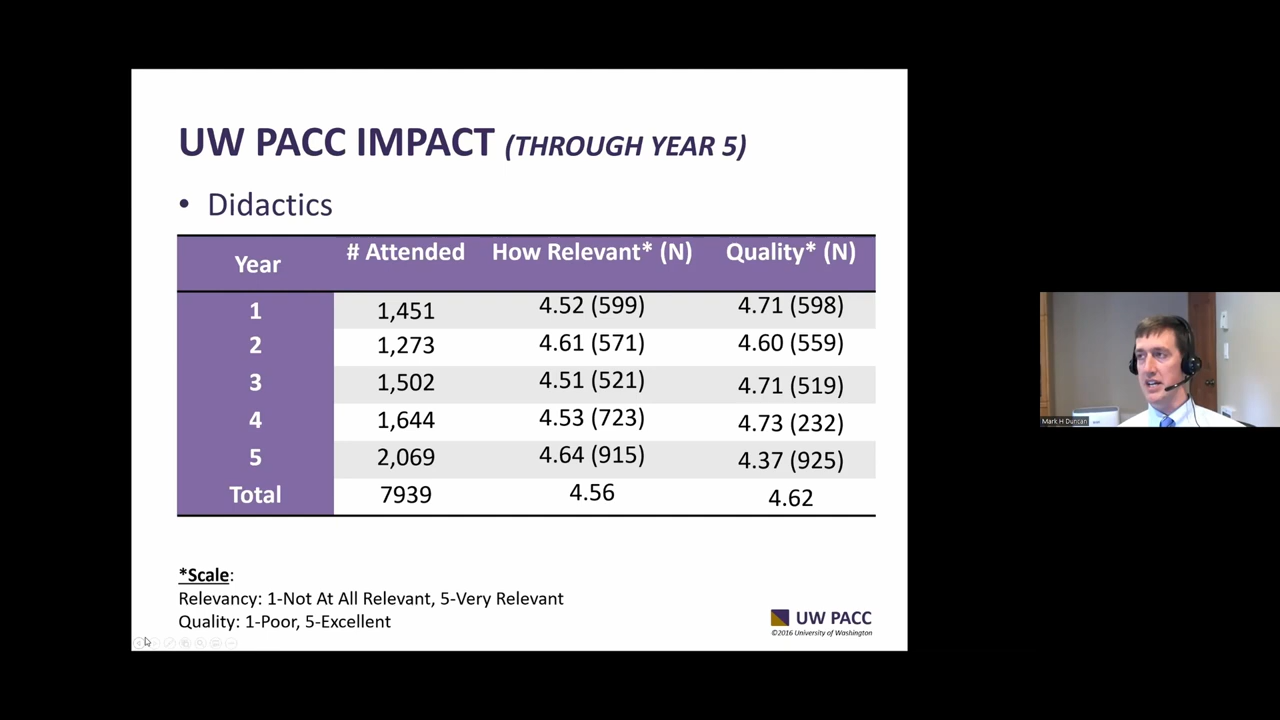 UW PACC IMPACT (THROUGH YEAR 5)
• Didactics
Year # Attended How Relevant* (N) Quality* (N)
1 1,451 4.52 (599) 4.71 (598)
2 1,273 4.61 (571) 4.60 (559)
3 1,502 4.51 (521) 4.71 (519)
4 1,644 4.53 (723) 4.73 (232)
5 2,069 4.64 (915) 4.37 (925)
Total 7939 4.56 4.62
*Scale:
Relevancy: 1-Not At All Relevant, 5-Very Relevant
Quality: 1-Poor, 5-Excellent
UW PACC
©2016 University of Washington
Mark H Duncan